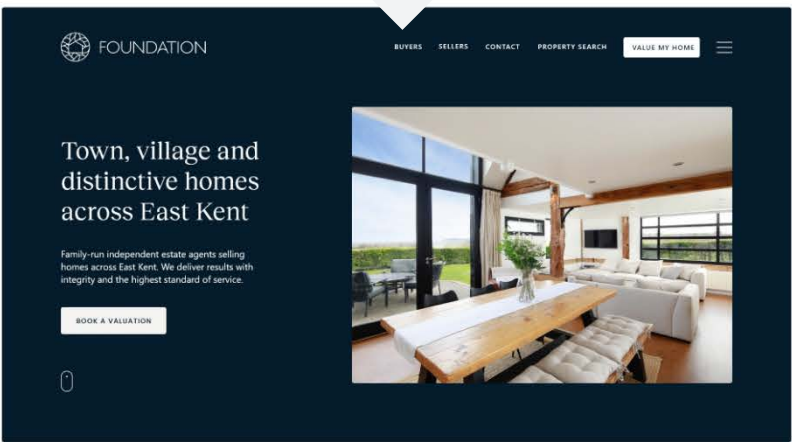 FOUNDATION
BUYERS SELLERS CONTACT PROPERTY SEARCH VALUE MY HOME
Town, village and
distinctive homes
across East Kent
Family-run independent estate agents selling
homes across East Kent. We deliver results with
integrity and the highest standard of service.
BOOK A VALUATION